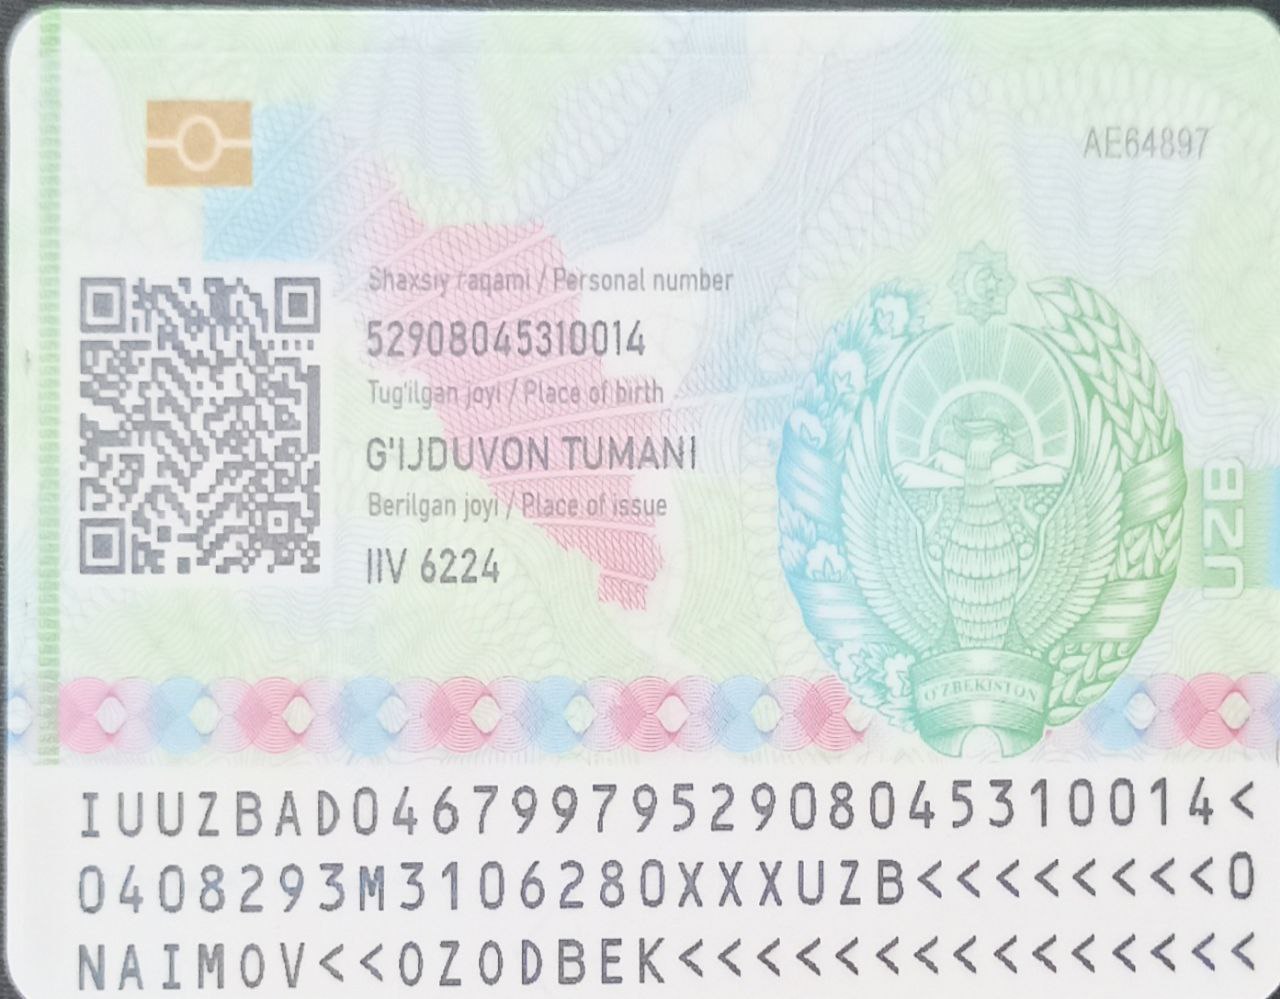 AE64897
Shaxsiy raqami / Personal number
52908045310014
Tug'ilgan joyi / Place of birth
G'IJDUVON TUMANI
Berilgan joyi / Place of issue
IIV 6224
UZB
O'ZBEKISTON
IUUZBAD0467997952908045310014<
0408293M3106280XXXUZB<<<<<<<<0
NAIMOV<<OZODBEK<<<<<<<<<<<<<<<